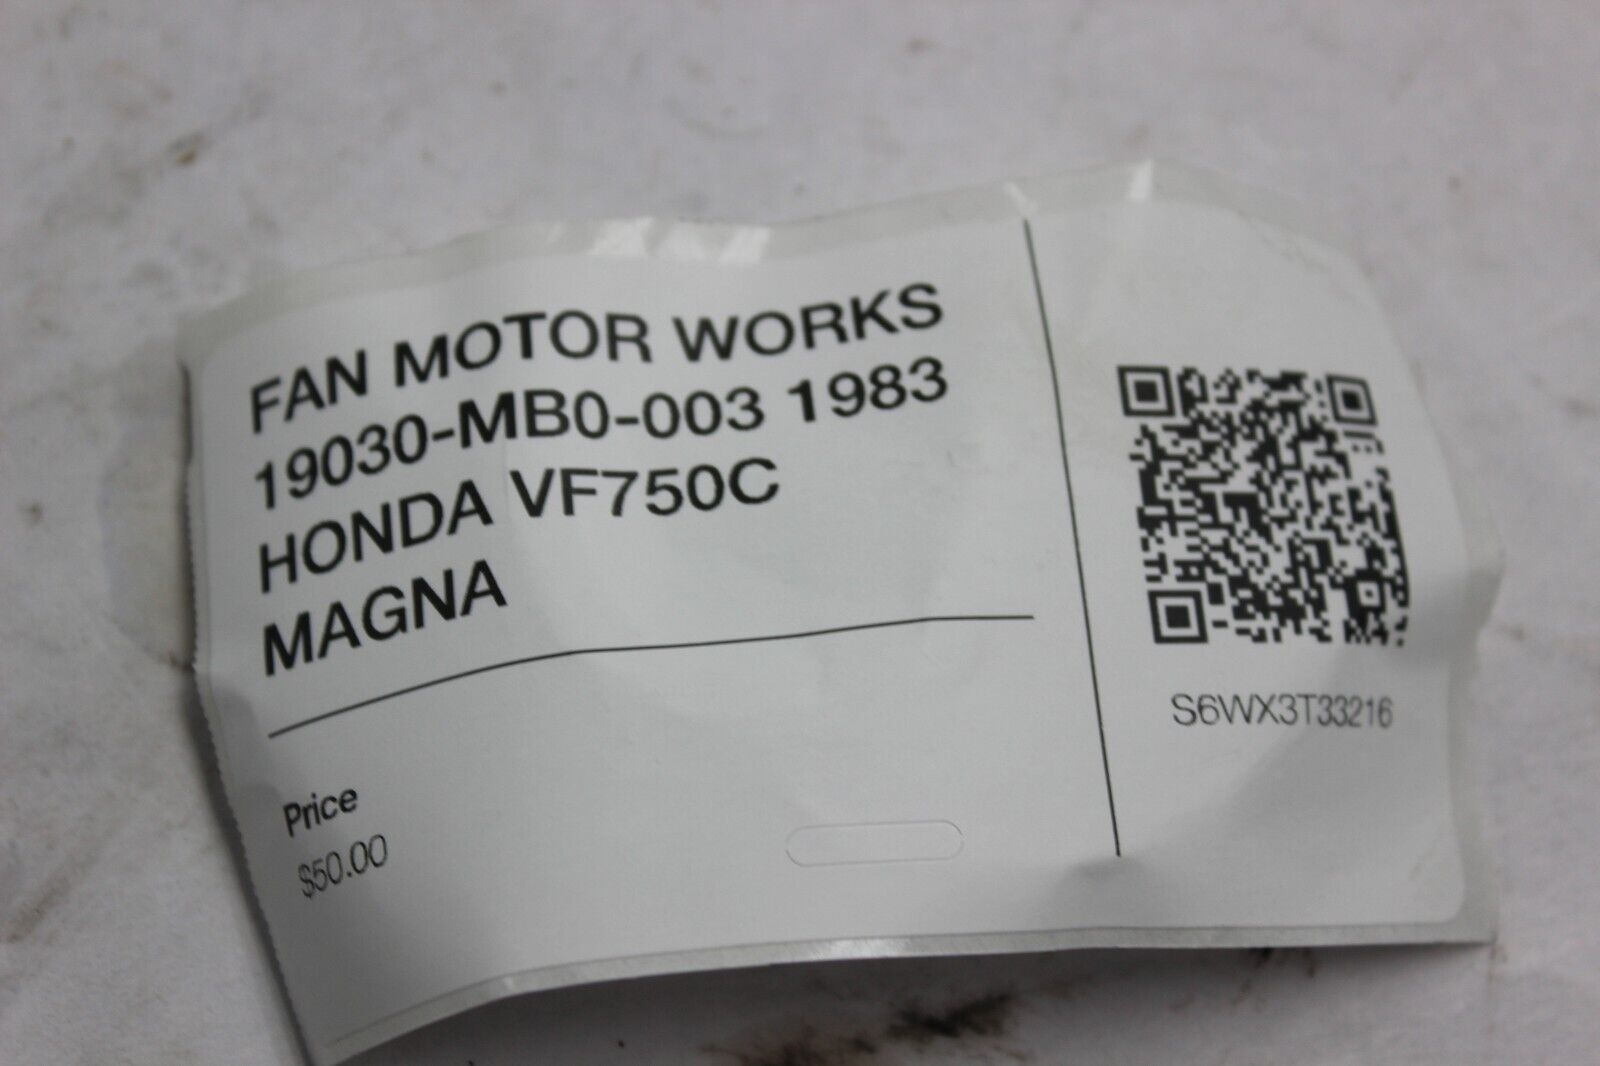 FAN MOTOR WORKS
19030-MB0-003 1983
HONDA VF750C
MAGNA
Price
$50.00
S6WX3T33216